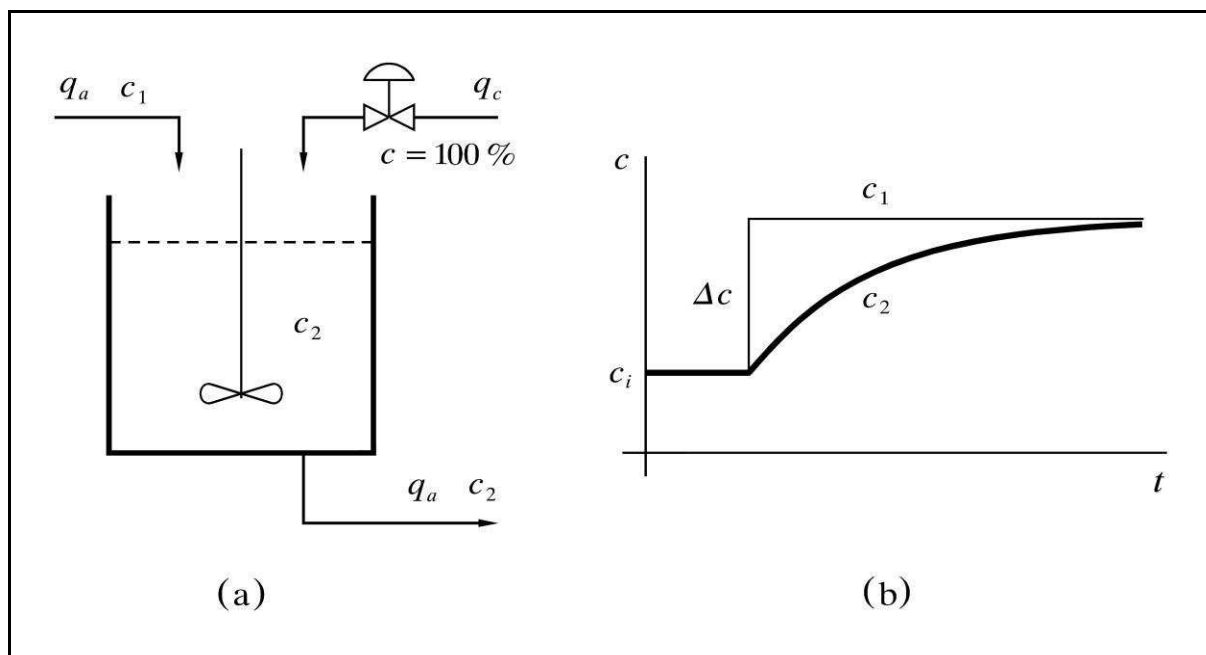 q_a c_1
q_c
c = 100 %
c_2
q_a c_2
(a)
c
c_1
Δc
c_2
c_i
t
(b)